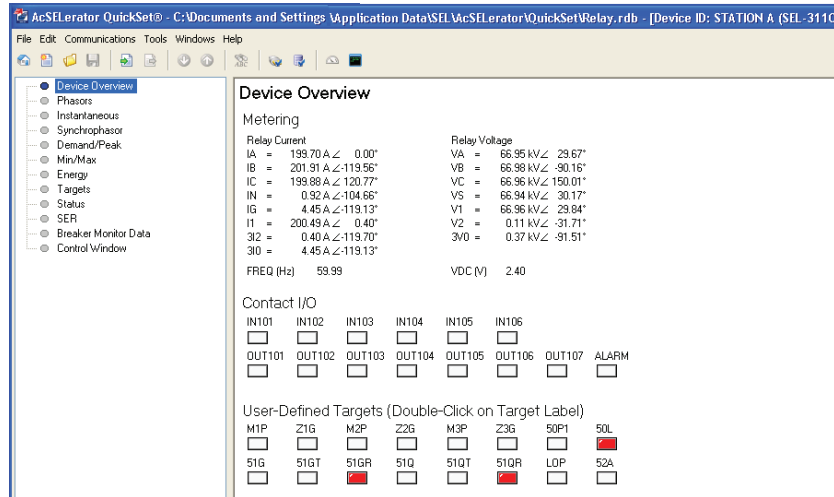 AcSELerator QuickSet® - C:\Documents and Settings \Application Data\SEL\AcSELerator\QuickSet\Relay.rdb - [Device ID: STATION A (SEL-311C
File Edit Communications Tools Windows Help
Device Overview
Phasors
Instantaneous
Synchrophasor
Demand/Peak
Min/Max
Energy
Targets
Status
SER
Breaker Monitor Data
Control Window
Device Overview
Metering
Relay Current
IA = 199.70 A∠ 0.00°
IB = 201.91 A∠-119.56°
IC = 199.88 A∠ 120.77°
IN = 0.92 A∠-104.66°
IG = 4.45 A∠-119.13°
I1 = 200.49 A∠ 0.40°
3I2 = 0.40 A∠-119.70°
3I0 = 4.45 A∠-119.13°
FREQ (Hz) 59.99
Relay Voltage
VA = 66.95 kV∠ 29.67°
VB = 66.98 kV∠ -90.16°
VC = 66.96 kV∠ 150.01°
VS = 66.94 kV∠ 30.17°
V1 = 66.96 kV∠ 29.84°
V2 = 0.11 kV∠ -31.71°
3V0 = 0.37 kV∠ -91.51°
VDC (V) 2.40
Contact I/O
IN101 IN102 IN103 IN104 IN105 IN106
OUT101 OUT102 OUT103 OUT104 OUT105 OUT106 OUT107 ALARM
User-Defined Targets (Double-Click on Target Label)
M1P Z1G M2P Z2G M3P Z3G 50P1 50L
51G 51GT 51GR 51Q 51QT 51QR LOP 52A